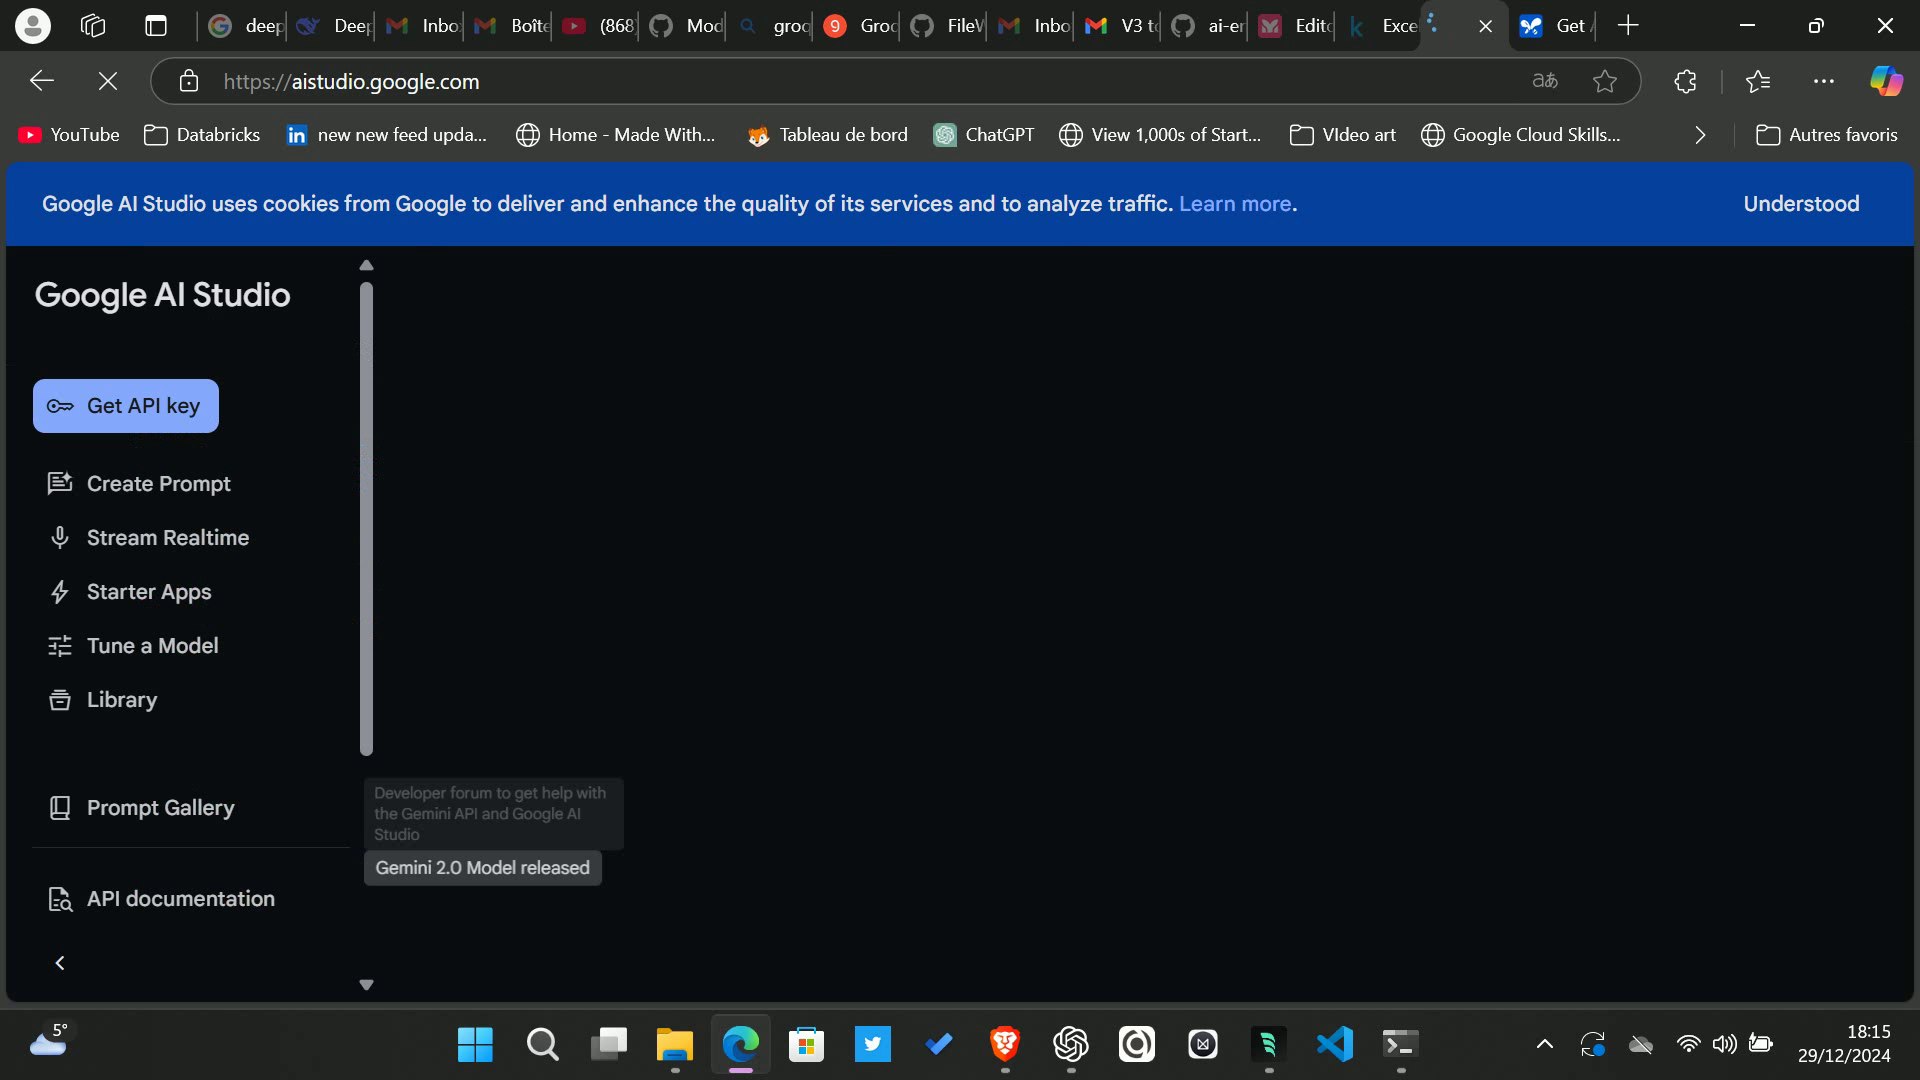 deep
Deep
Inbo
Boîte
(868
Mod
groq
9
Groq
FileV
Inbo
V3 to
ai-er
Edito
k
Exce
Get
https://aistudio.google.com
aあ
YouTube
Databricks
in
new new feed upda...
Home - Made With...
Tableau de bord
ChatGPT
View 1,000s of Start...
VIdeo art
Google Cloud Skills...
Autres favoris
Google AI Studio uses cookies from Google to deliver and enhance the quality of its services and to analyze traffic. Learn more.
Understood
Google AI Studio
Get API key
Create Prompt
Stream Realtime
Starter Apps
Tune a Model
Library
Prompt Gallery
Developer forum to get help with
the Gemini API and Google AI
Studio
Gemini 2.0 Model released
API documentation
5°
18:15
29/12/2024